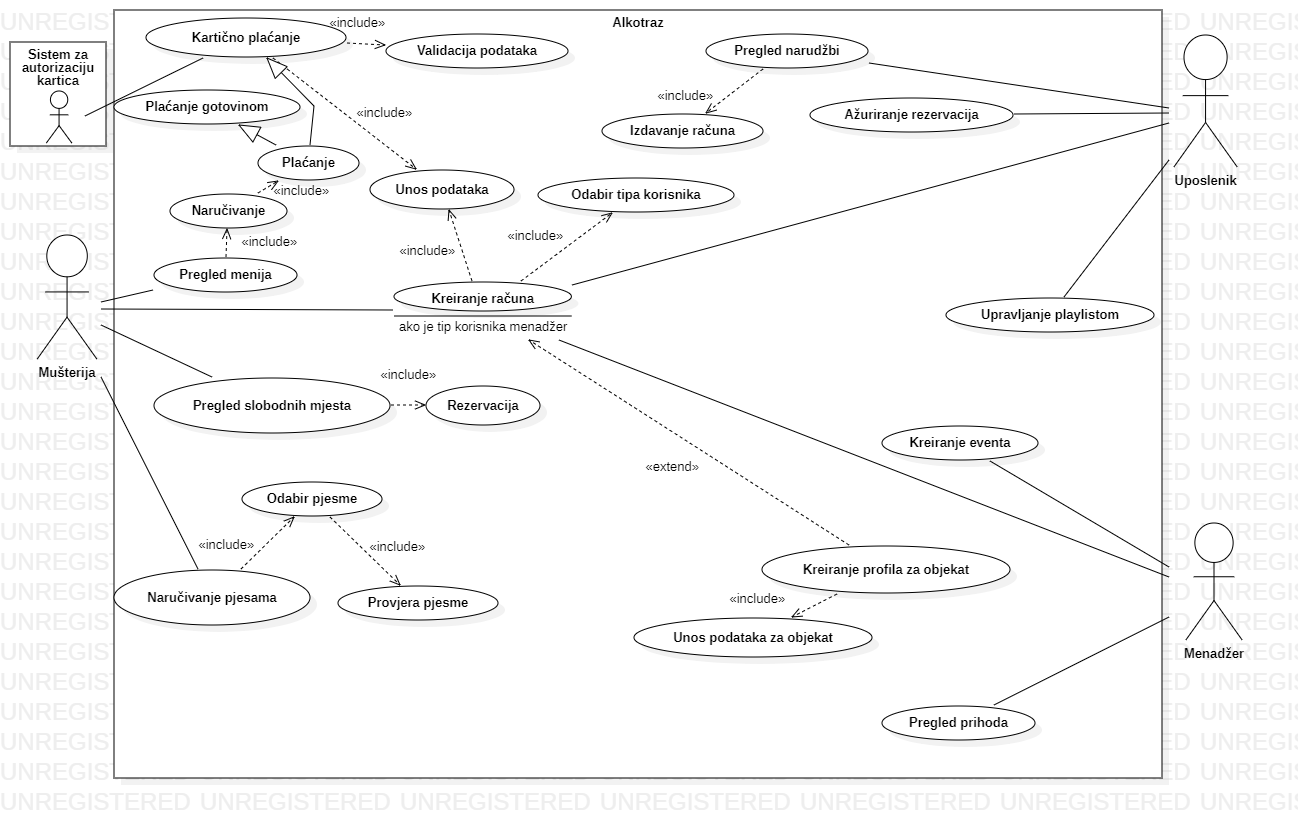 Alkotraz
«include»
Kartično plaćanje
Validacija podataka
Pregled narudžbi
Sistem za
autorizaciju
kartica
«include»
Plaćanje gotovinom
«include»
Ažuriranje rezervacija
Izdavanje računa
Plaćanje
«include»
Unos podataka
Odabir tipa korisnika
Uposlenik
Naručivanje
«include»
«include»
«include»
Pregled menija
Kreiranje računa
ako je tip korisnika menadžer
Upravljanje playlistom
Mušterija
«include»
Pregled slobodnih mjesta
Rezervacija
Kreiranje eventa
«extend»
Odabir pjesme
«include»
«include»
Kreiranje profila za objekat
Naručivanje pjesama
Provjera pjesme
«include»
Unos podataka za objekat
Menadžer
Pregled prihoda
UNREGISTERED UNREGISTERED UNREGISTERED UNREGISTERED UNREGISTERED UNREGISTERED UNREGIS